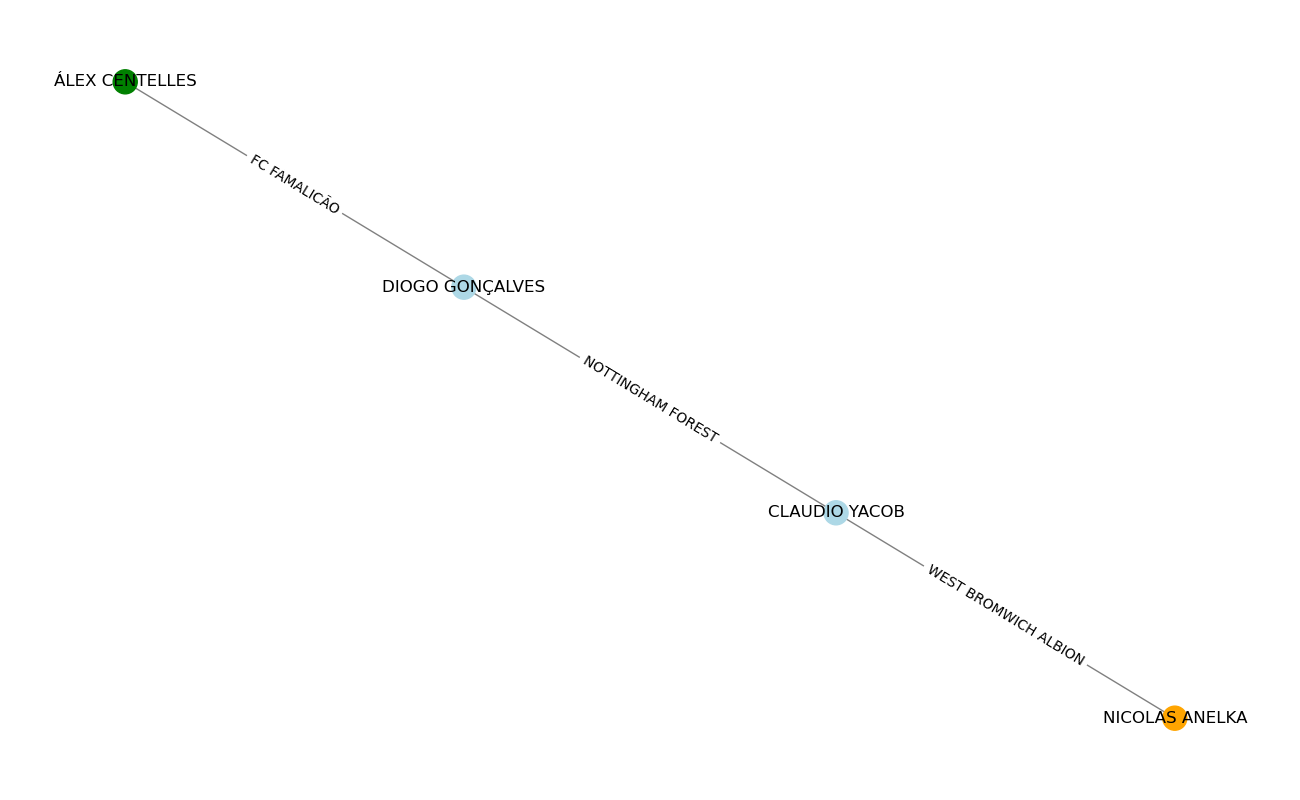 ÁLEX CENTELLES
FC FAMALICÃO
DIOGO GONÇALVES
NOTTINGHAM FOREST
CLAUDIO YACOB
WEST BROMWICH ALBION
NICOLAS ANELKA